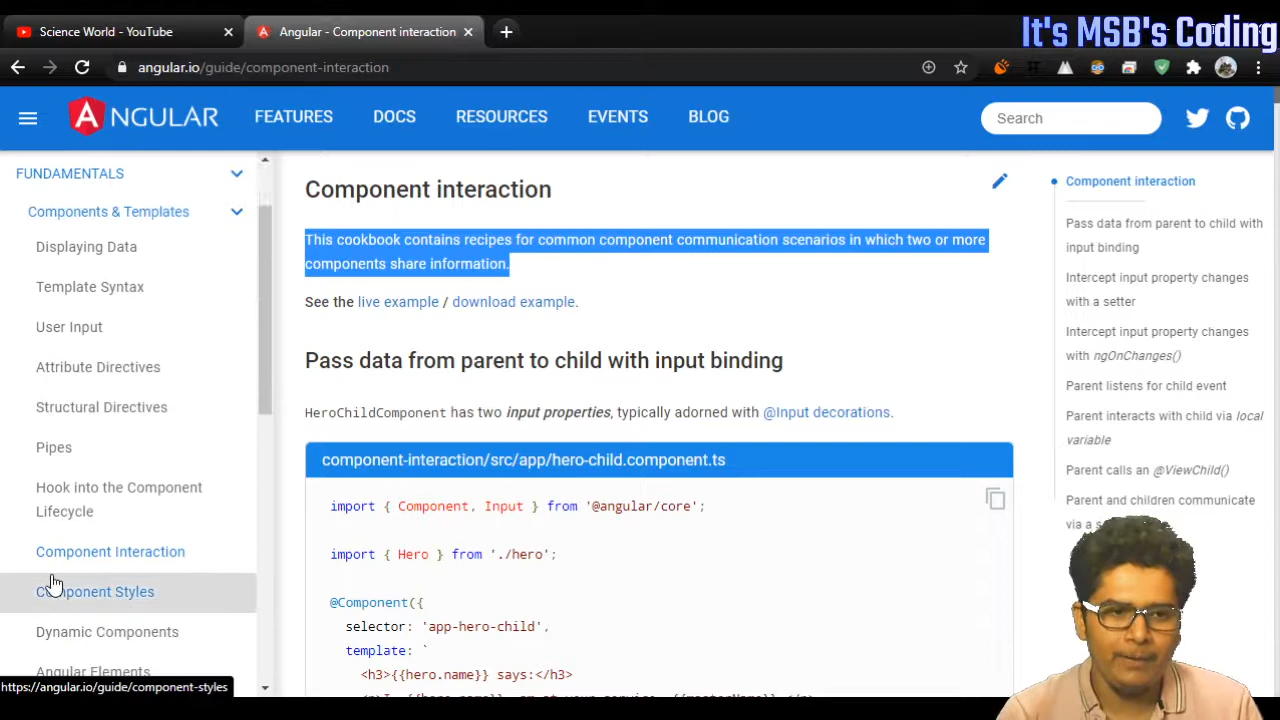 Science World - YouTube
Angular - Component interaction
It's MSB's Coding
angular.io/guide/component-interaction
NGULAR
FEATURES
DOCS
RESOURCES
EVENTS
BLOG
Search
FUNDAMENTALS
Components & Templates
Displaying Data
Template Syntax
User Input
Attribute Directives
Structural Directives
Pipes
Hook into the Component
Lifecycle
Component Interaction
Component Styles
Dynamic Components
Angular Elements
https://angular.io/guide/component-styles
Component interaction
This cookbook contains recipes for common component communication scenarios in which two or more
components share information.
See the live example / download example.
Pass data from parent to child with input binding
HeroChildComponent has two input properties, typically adorned with @Input decorations.
component-interaction/src/app/hero-child.component.ts
import { Component, Input } from '@angular/core';
import { Hero } from './hero';
@Component({
selector: 'app-hero-child',
template: `
<h3>{{hero.name}} says:</h3>
Component interaction
Pass data from parent to child with
input binding
Intercept input property changes
with a setter
Intercept input property changes
with ngOnChanges()
Parent listens for child event
Parent interacts with child via local
variable
Parent calls an @ViewChild()
Parent and children communicate
via a